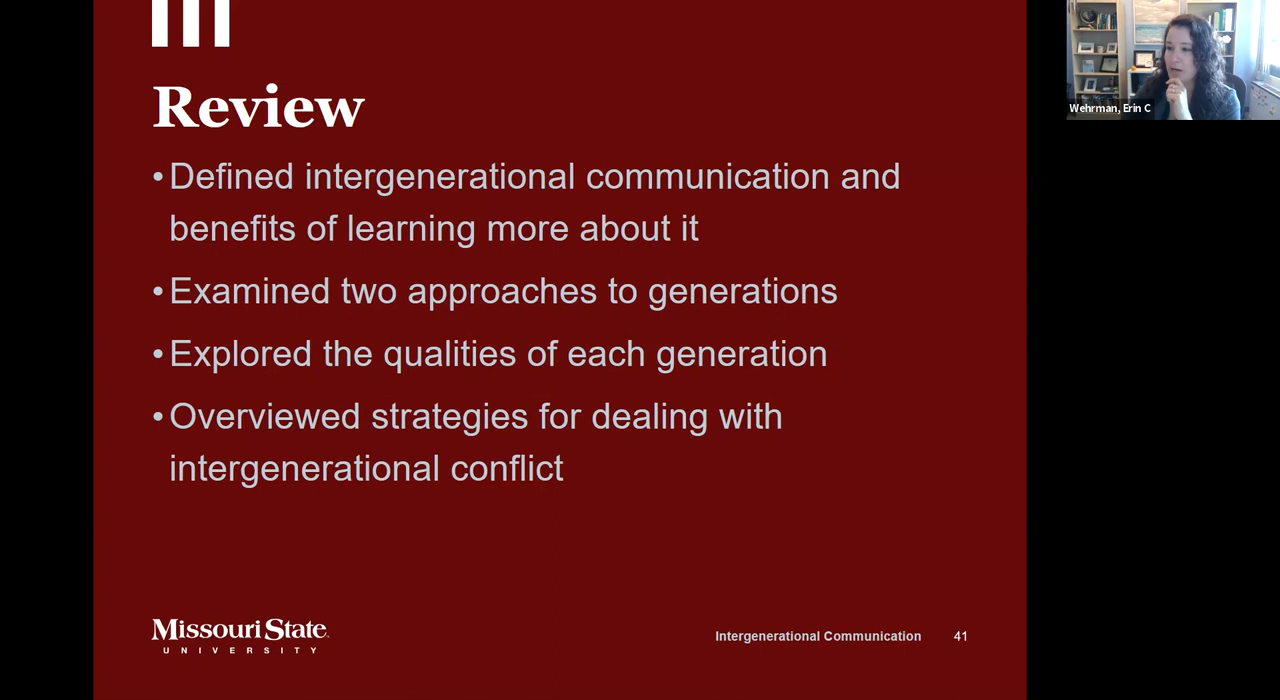 Review
• Defined intergenerational communication and
benefits of learning more about it
• Examined two approaches to generations
• Explored the qualities of each generation
• Overviewed strategies for dealing with
intergenerational conflict
Missouri State
UNIVERSITY
Intergenerational Communication 41
Wehrman, Erin C